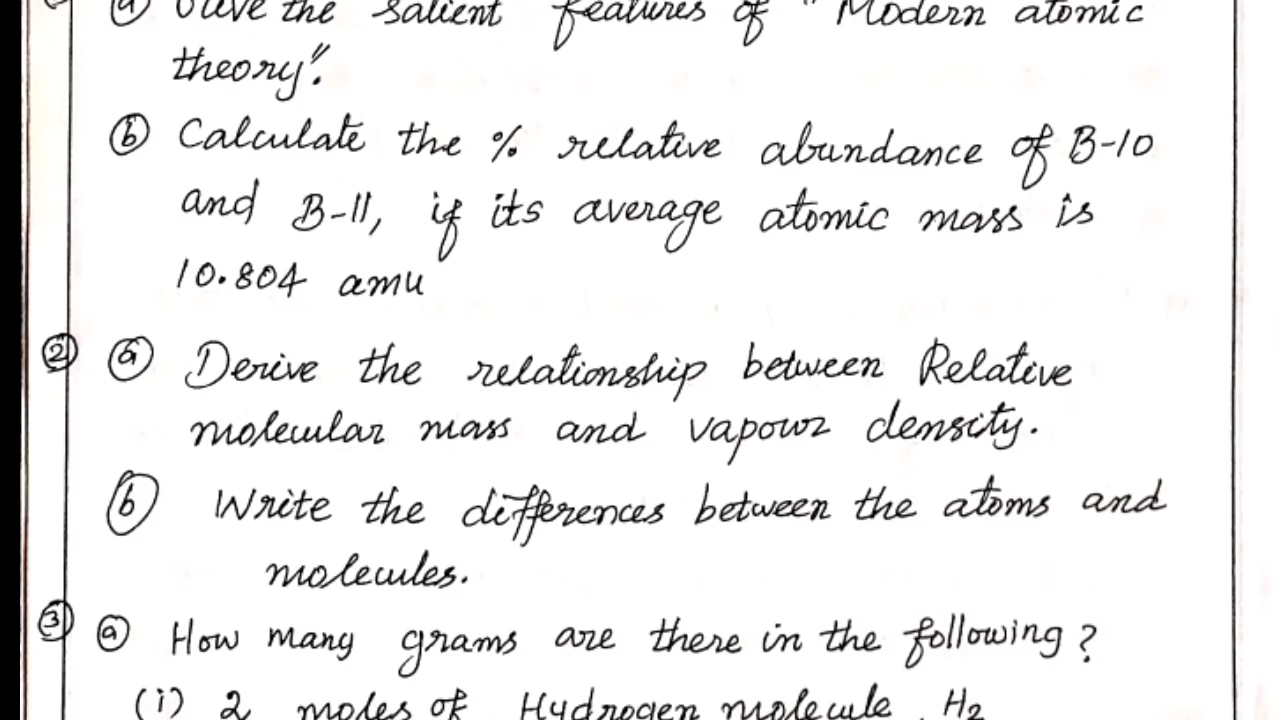 ⓐ Give the salient features of "Modern atomic
theory".
ⓑ Calculate the % relative abundance of B-10
and B-11, if its average atomic mass is
10.804 amu
② ⓐ Derive the relationship between Relative
molecular mass and vapour density.
ⓑ Write the differences between the atoms and
molecules.
③ ⓐ How many grams are there in the following?
(i) 2 moles of Hydrogen molecule, H₂